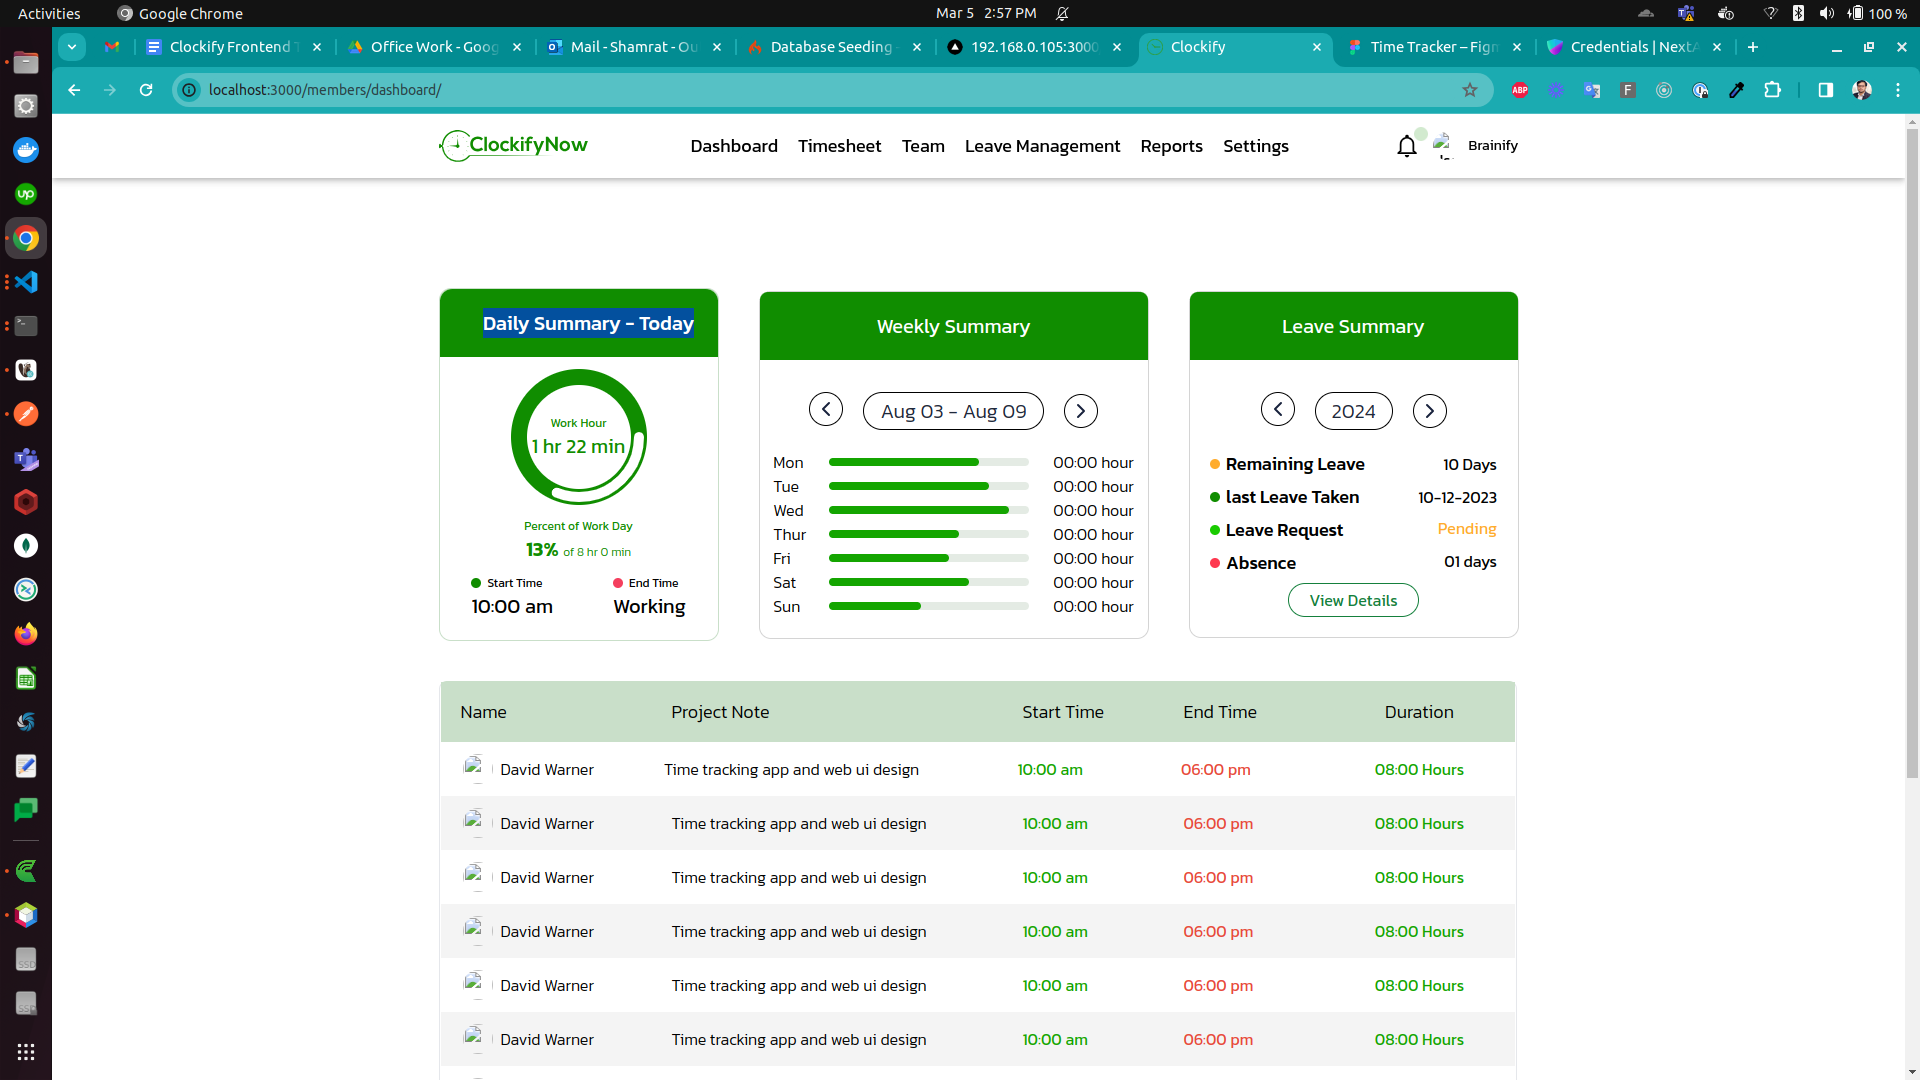 Activities Google Chrome Mar 5 2:57 PM 100 %
Clockify Frontend T Office Work - Goog Mail - Shamrat - Ou Database Seeding - 192.168.0.105:3000 Clockify Time Tracker – Figm Credentials | NextA
localhost:3000/members/dashboard/ ABP F
ClockifyNow Dashboard Timesheet Team Leave Management Reports Settings Brainify
Daily Summary - Today
Work Hour
1 hr 22 min
Percent of Work Day
13% of 8 hr 0 min
Start Time End Time
10:00 am Working
Weekly Summary
Aug 03 - Aug 09
Mon 00:00 hour
Tue 00:00 hour
Wed 00:00 hour
Thur 00:00 hour
Fri 00:00 hour
Sat 00:00 hour
Sun 00:00 hour
Leave Summary
2024
Remaining Leave 10 Days
last Leave Taken 10-12-2023
Leave Request Pending
Absence 01 days
View Details
Name Project Note Start Time End Time Duration
David Warner Time tracking app and web ui design 10:00 am 06:00 pm 08:00 Hours
David Warner Time tracking app and web ui design 10:00 am 06:00 pm 08:00 Hours
David Warner Time tracking app and web ui design 10:00 am 06:00 pm 08:00 Hours
David Warner Time tracking app and web ui design 10:00 am 06:00 pm 08:00 Hours
David Warner Time tracking app and web ui design 10:00 am 06:00 pm 08:00 Hours
David Warner Time tracking app and web ui design 10:00 am 06:00 pm 08:00 Hours